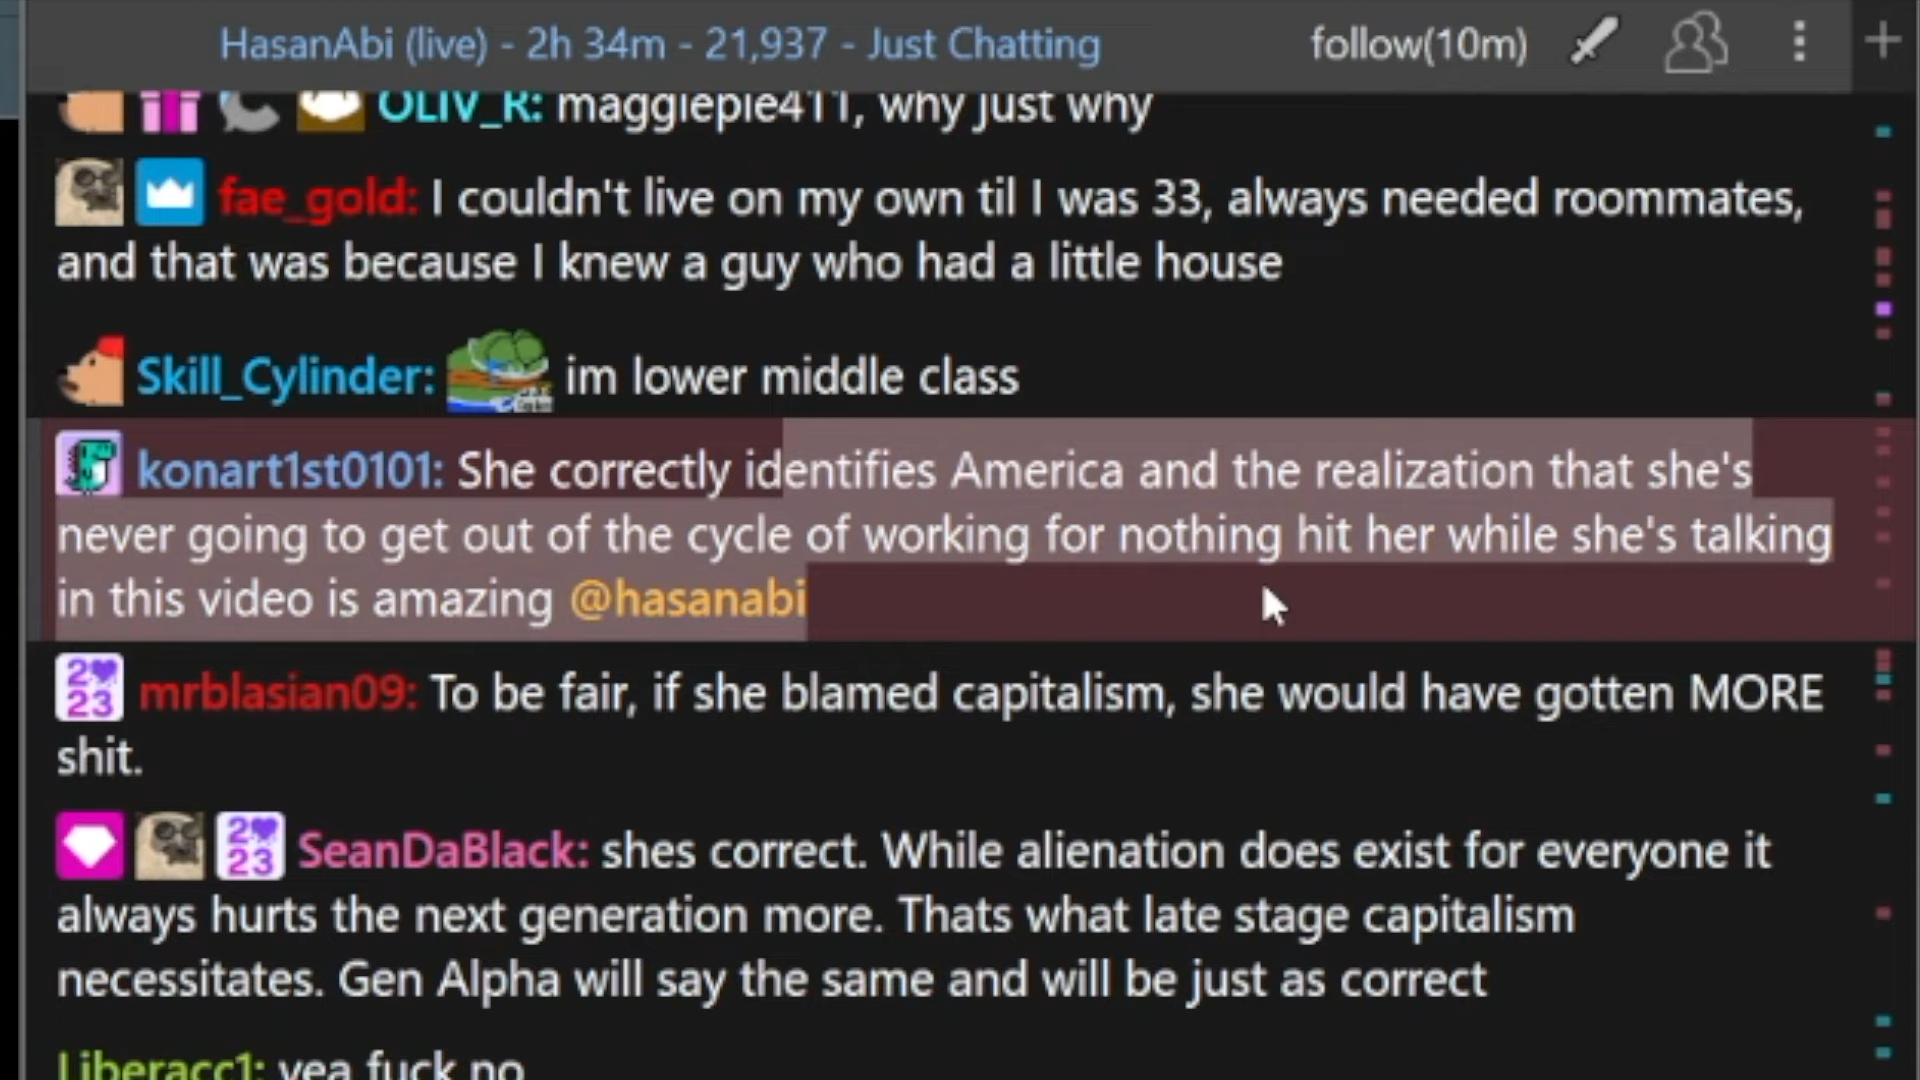 HasanAbi (live) - 2h 34m - 21,937 - Just Chatting follow(10m)
OLIV_R: maggiepie411, why just why
fae_gold: I couldn't live on my own til I was 33, always needed roommates,
and that was because I knew a guy who had a little house
Skill_Cylinder: im lower middle class
konart1st0101: She correctly identifies America and the realization that she's
never going to get out of the cycle of working for nothing hit her while she's talking
in this video is amazing @hasanabi
2023 mrblasian09: To be fair, if she blamed capitalism, she would have gotten MORE
shit.
2023 SeanDaBlack: shes correct. While alienation does exist for everyone it
always hurts the next generation more. Thats what late stage capitalism
necessitates. Gen Alpha will say the same and will be just as correct
Liberacc1: yea fuck no